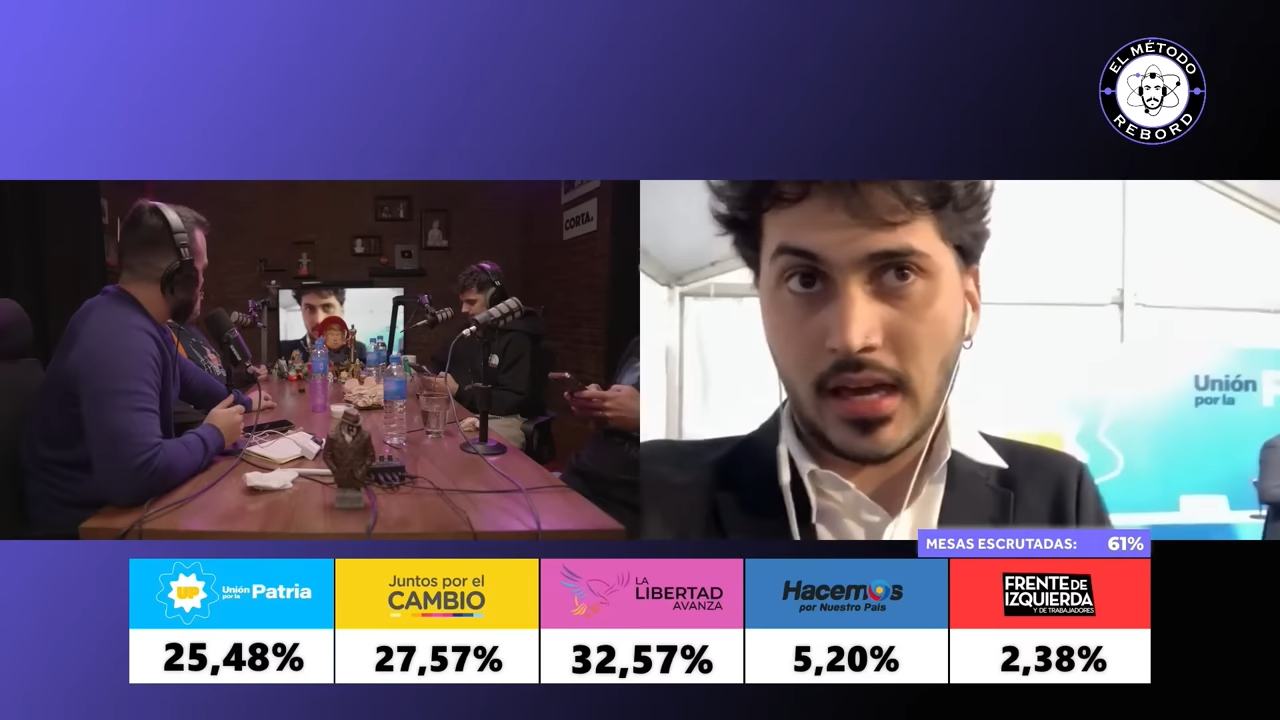 EL MÉTODO
REBORD
CORTA.
Unión
por la
MESAS ESCRUTADAS: 61%
UP Unión por la Patria
Juntos por el
CAMBIO
LA
LIBERTAD
AVANZA
Hacemos
por Nuestro País
FRENTE DE
IZQUIERDA
Y DE TRABAJADORES
25,48%
27,57%
32,57%
5,20%
2,38%